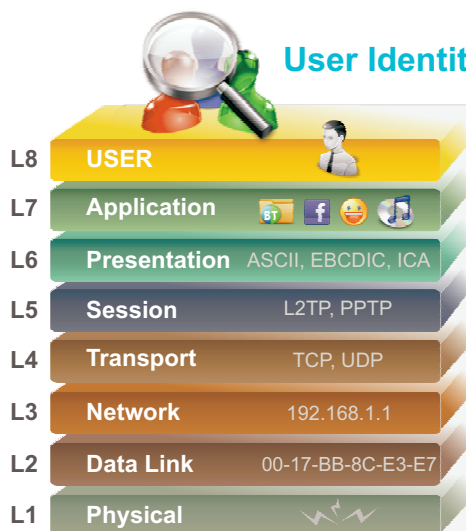 User Identit
L8 USER
L7 Application BT f
L6 Presentation ASCII, EBCDIC, ICA
L5 Session L2TP, PPTP
L4 Transport TCP, UDP
L3 Network 192.168.1.1
L2 Data Link 00-17-BB-8C-E3-E7
L1 Physical